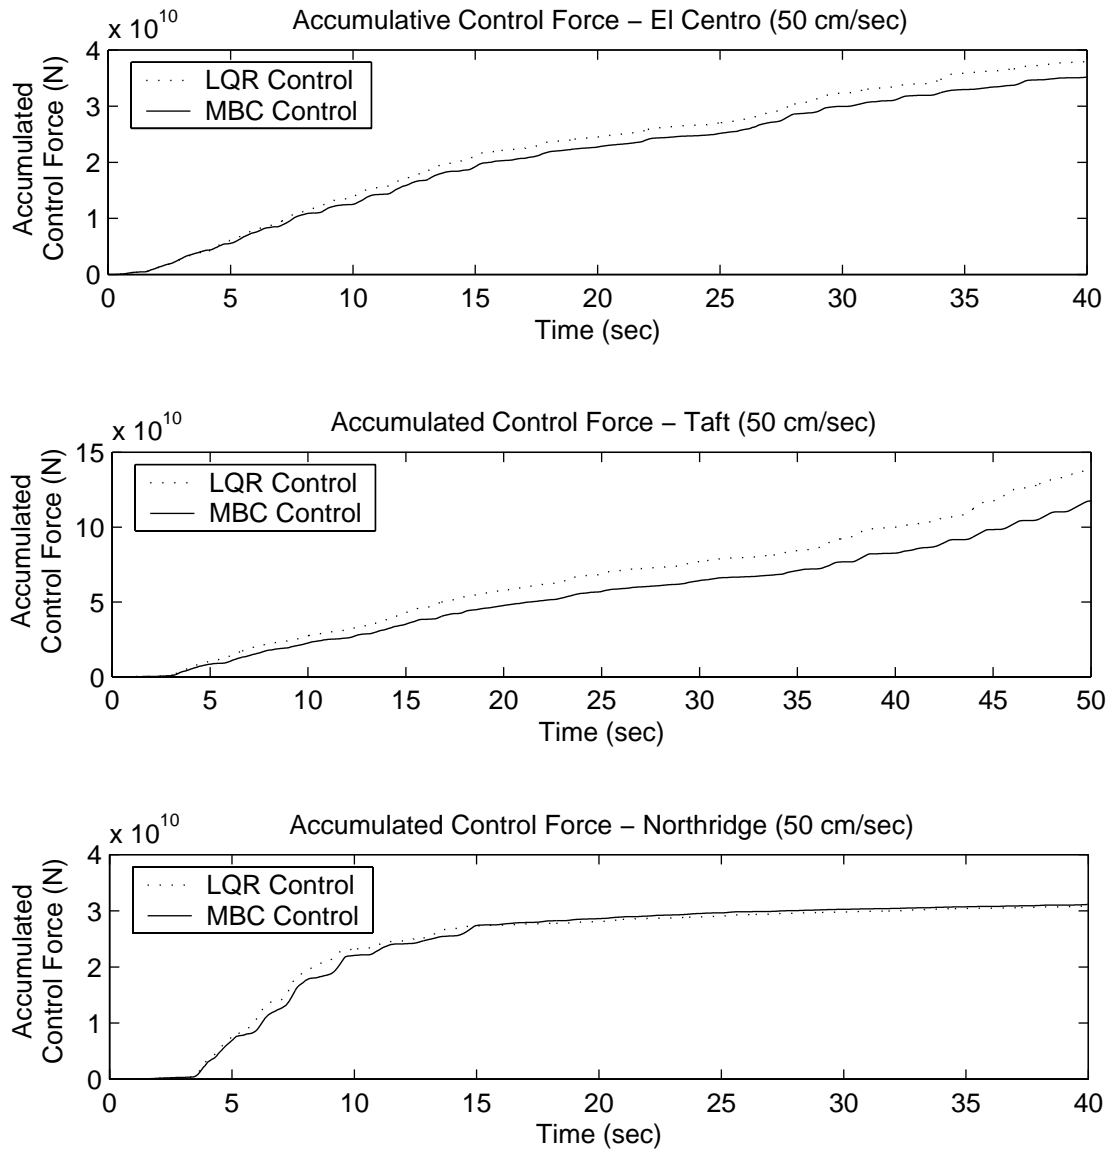 x 10^10
Accumulative Control Force – El Centro (50 cm/sec)
Accumulated
Control Force (N)
LQR Control
MBC Control
4
3
2
1
0
0 5 10 15 20 25 30 35 40
Time (sec)
x 10^10
Accumulated Control Force – Taft (50 cm/sec)
Accumulated
Control Force (N)
LQR Control
MBC Control
15
10
5
0
0 5 10 15 20 25 30 35 40 45 50
Time (sec)
x 10^10
Accumulated Control Force – Northridge (50 cm/sec)
Accumulated
Control Force (N)
LQR Control
MBC Control
4
3
2
1
0
0 5 10 15 20 25 30 35 40
Time (sec)